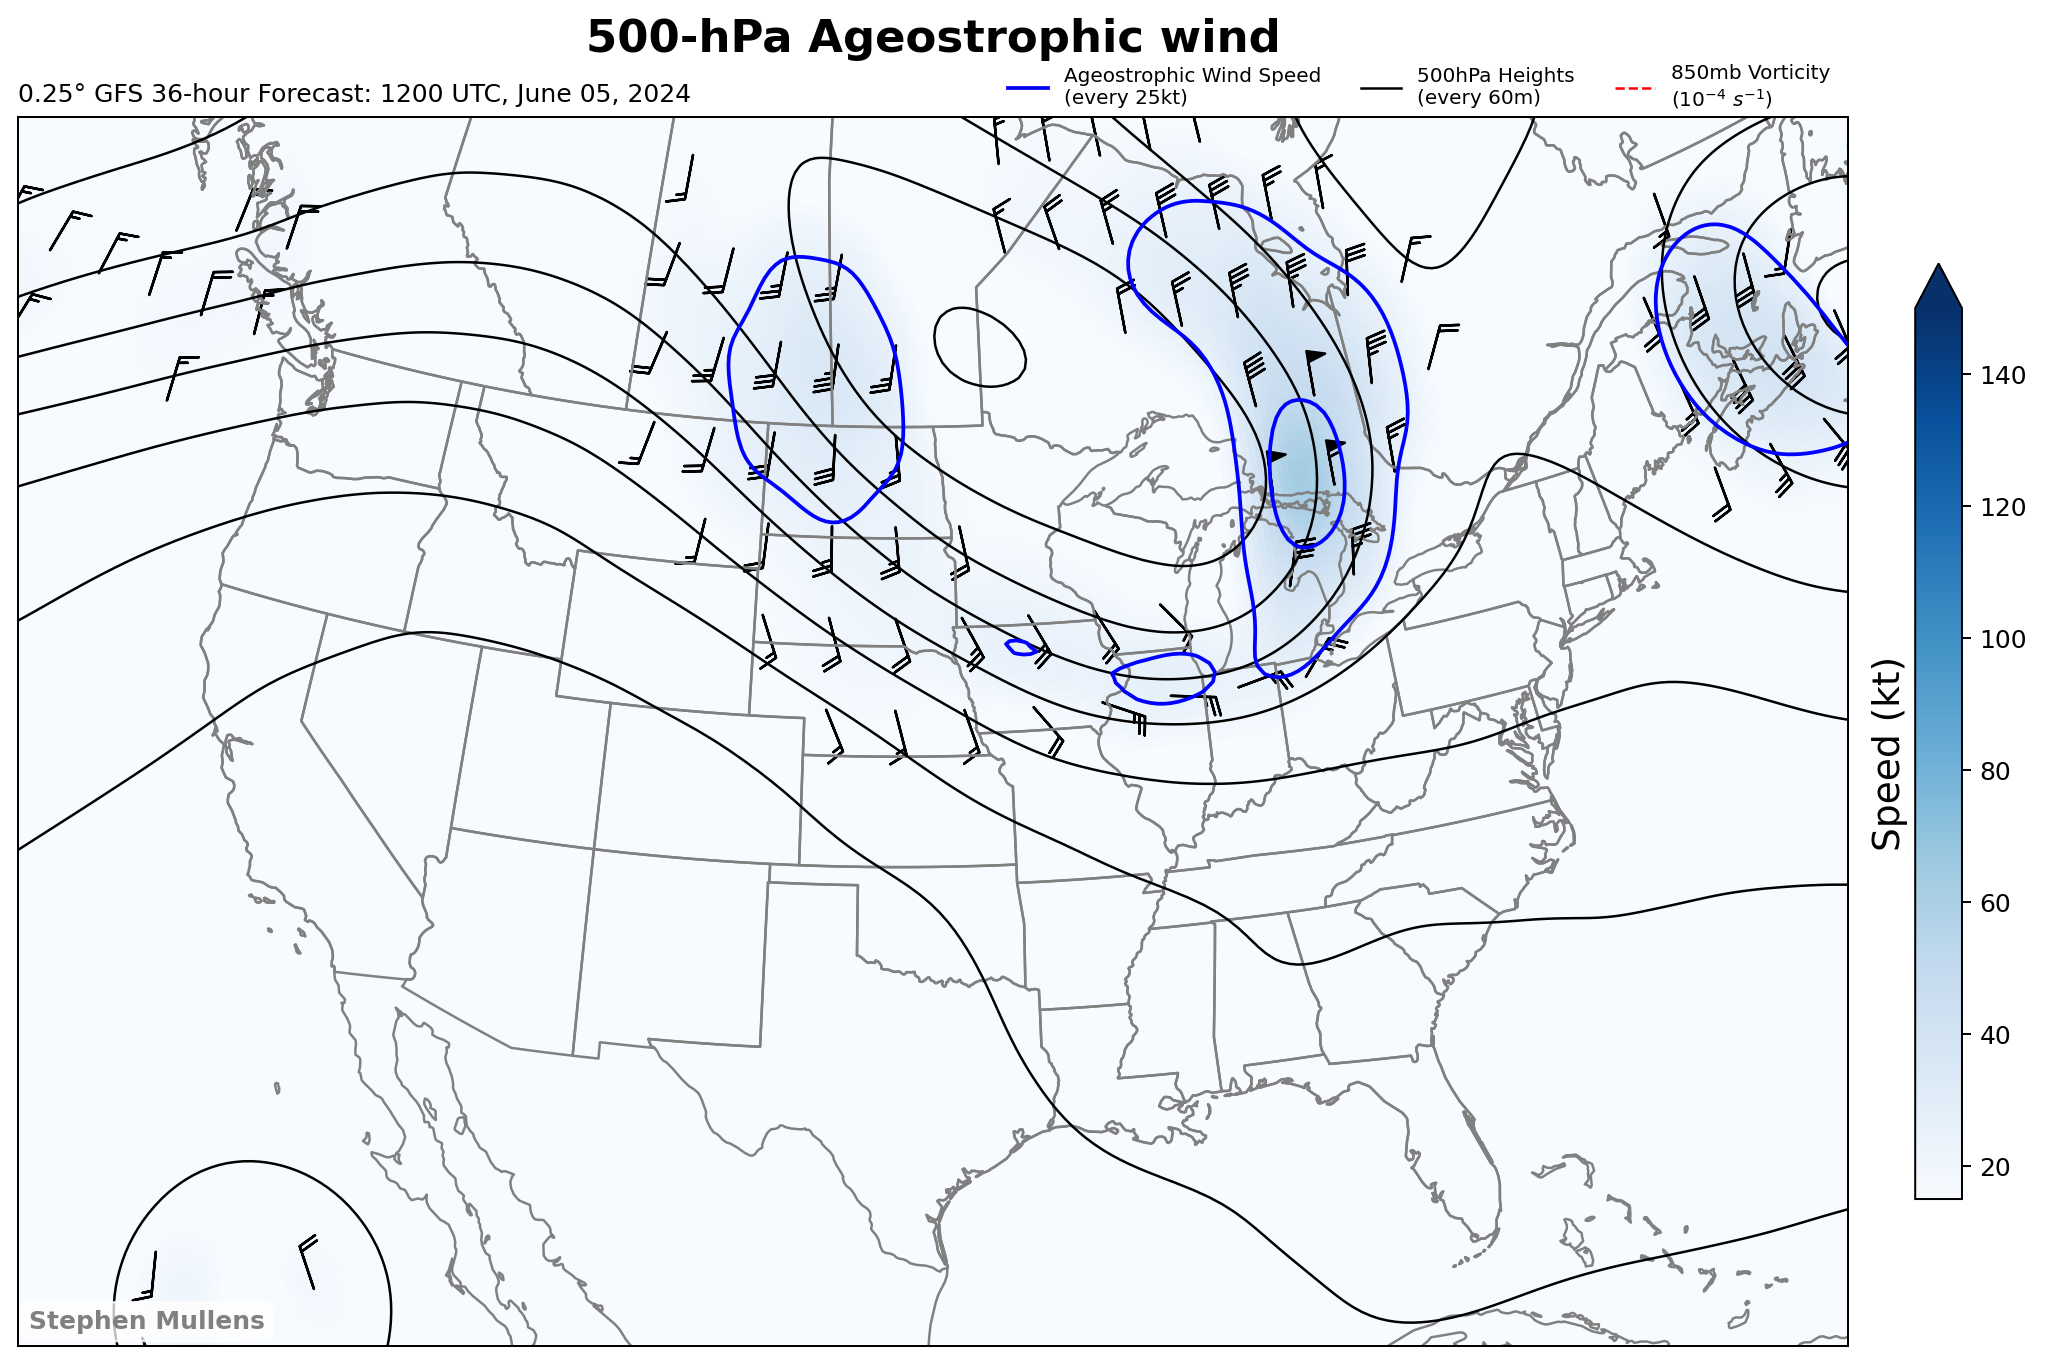 500-hPa Ageostrophic wind
0.25° GFS 36-hour Forecast: 1200 UTC, June 05, 2024
Ageostrophic Wind Speed
(every 25kt)
500hPa Heights
(every 60m)
850mb Vorticity
(10⁻⁴ s⁻¹)
140
120
100
80
60
40
20
Speed (kt)
Stephen Mullens